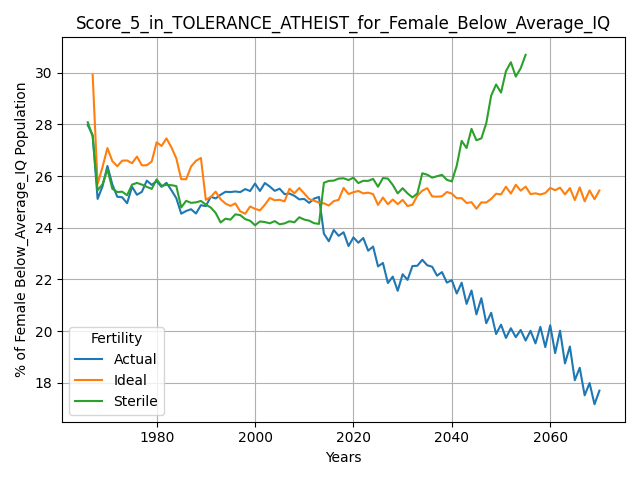 Score_5_in_TOLERANCE_ATHEIST_for_Female_Below_Average_IQ
% of Female Below_Average_IQ Population
30
28
26
24
22
20
18
Fertility
Actual
Ideal
Sterile
1980
2000
2020
2040
2060
Years